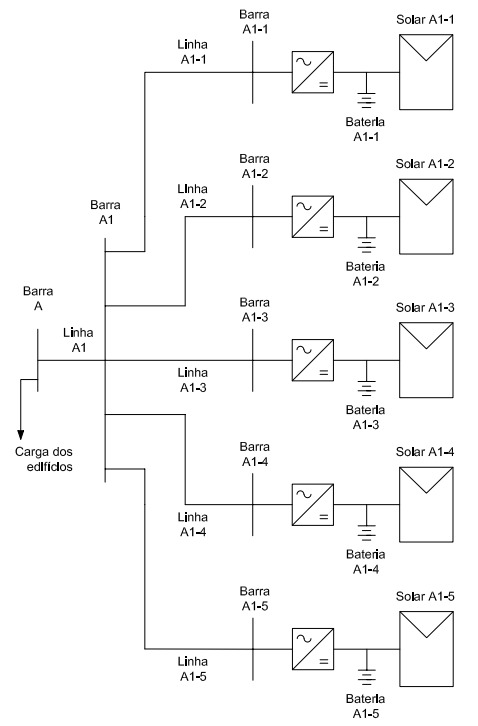 Barra
A1-1
Solar A1-1
Linha
A1-1
Bateria
A1-1
Barra
A1-2
Solar A1-2
Linha
A1-2
Bateria
A1-2
Barra
A1
Barra
A
Linha
A1
Barra
A1-3
Solar A1-3
Linha
A1-3
Bateria
A1-3
Carga dos
edifícios
Barra
A1-4
Solar A1-4
Linha
A1-4
Bateria
A1-4
Barra
A1-5
Solar A1-5
Linha
A1-5
Bateria
A1-5